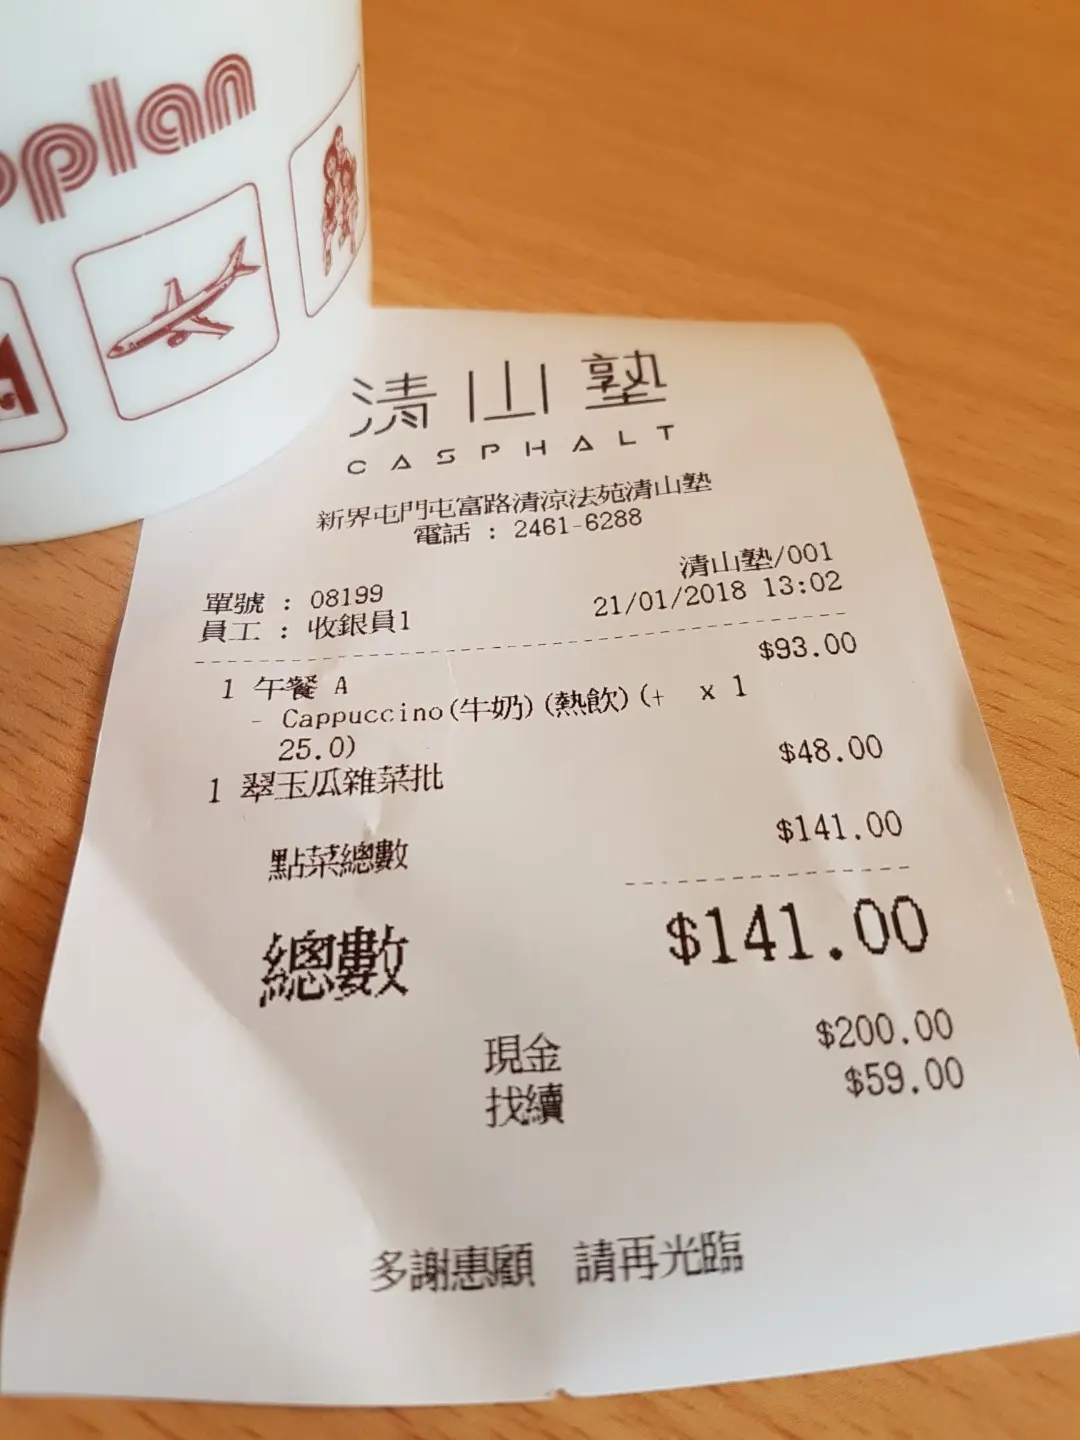 oplan
清山塾
CASPHALT
新界屯門屯富路清涼法苑清山塾
電話 : 2461-6288
清山塾/001
單號 : 08199
21/01/2018 13:02
員工 : 收銀員1
$93.00
1 午餐 A
- Cappuccino(牛奶)(熱飲)(+ x 1
25.0)
$48.00
1 翠玉瓜雜菜批
點菜總數 $141.00
總數 $141.00
現金 $200.00
找續 $59.00
多謝惠顧 請再光臨